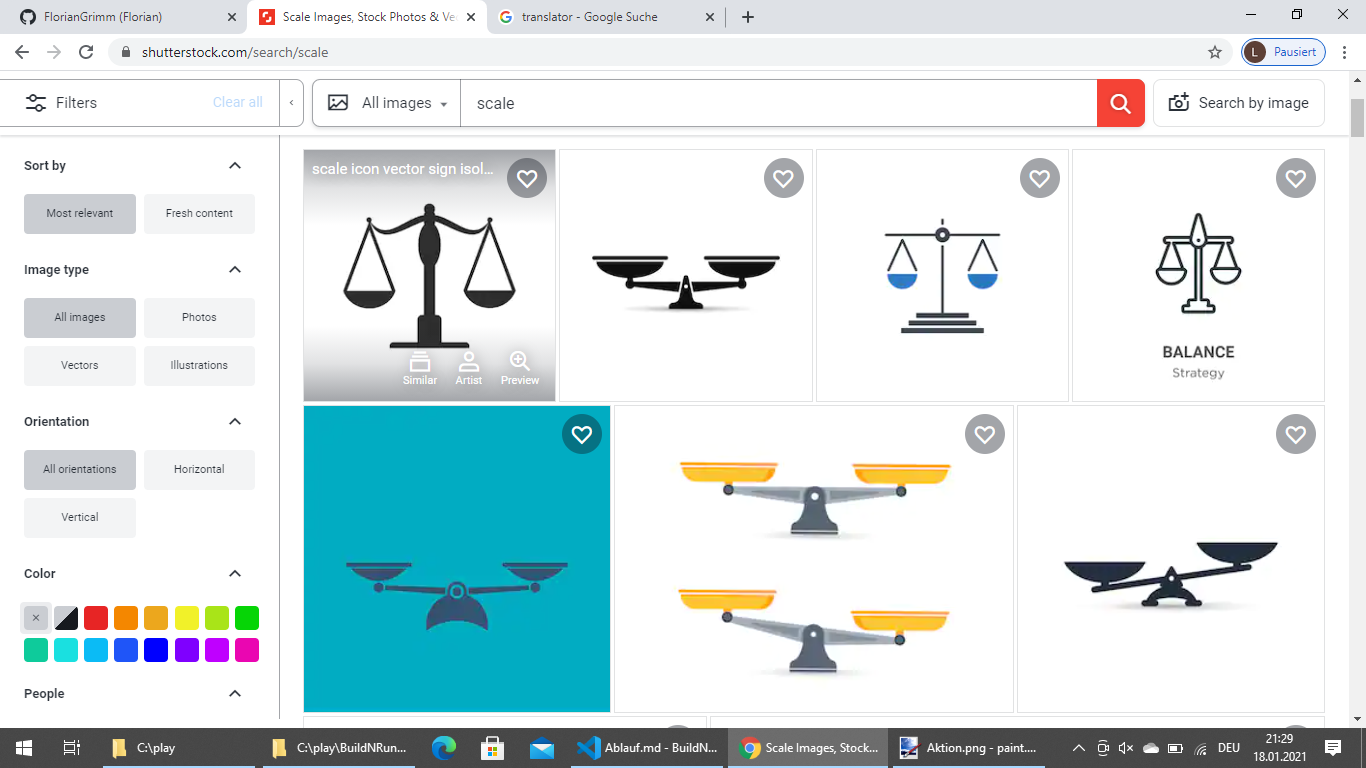 FlorianGrimm (Florian)
Scale Images, Stock Photos & Ve
translator - Google Suche
shutterstock.com/search/scale
L
Pausiert
Filters
Clear all
All images
scale
Search by image
Sort by
Most relevant
Fresh content
Image type
All images
Photos
Vectors
Illustrations
Orientation
All orientations
Horizontal
Vertical
Color
People
scale icon vector sign isol...
Similar
Artist
Preview
BALANCE
Strategy
C:\play
C:\play\BuildNRun...
Ablauf.md - BuildN...
Scale Images, Stock...
Aktion.png - paint....
DEU
21:29
18.01.2021